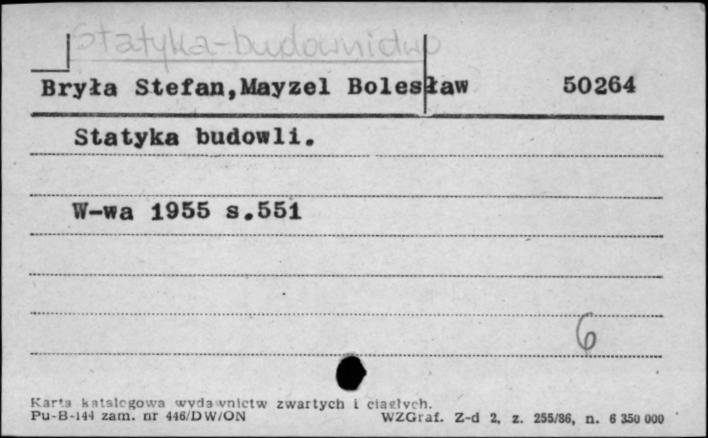 Statyka-budownictwo
Bryła Stefan,Mayzel Bolesław 50264
Statyka budowli.
W-wa 1955 s.551
6
Karta katalogowa wydawnictw zwartych i ciągłych.
Pu-B-144 zam. nr 446/DW/ON WZGraf. Z-d 2, z. 255/86, n. 6 350 000